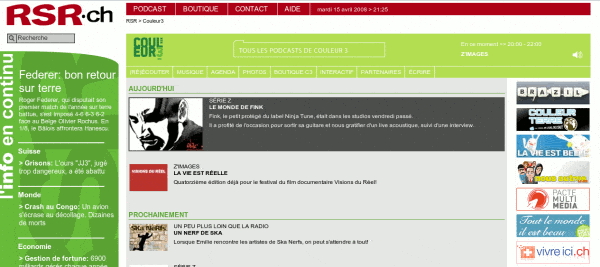 RSR.ch
PODCAST
BOUTIQUE
CONTACT
AIDE
mardi 15 avril 2008 > 21:25
RSR > Couleur3
Recherche
l'info en continu
Federer: bon retour
sur terre
Roger Federer, qui disputait son
premier match de l'année sur terre
battue, s'est imposé 4-6 6-3 6-2
face au Belge Olivier Rochus. En
1/8, le Bâlois affrontera Hanescu.
Suisse
> Grisons: L'ours "JJ3", jugé
trop dangereux, a été abattu
Monde
> Crash au Congo: Un avion
s'écrase au décollage. Dizaines
de morts
Economie
> Gestion de fortune: 6900
COULEUR3
TOUS LES PODCASTS DE COULEUR 3
En ce moment >> 20:00 - 22:00
Z'IMAGES
(RE)ÉCOUTER
MUSIQUE
AGENDA
PHOTOS
BOUTIQUE C3
INTERACTIF
PARTENAIRES
ECRIRE
AUJOURD'HUI
SÉRIE Z
LE MONDE DE FINK
Fink, le petit protégé du label Ninja Tune, était dans les studios vendredi passé.
Il a profité de l'occasion pour sortir sa guitare et nous gratifier d'un live acoustique, suivi d'une interview.
VISIONS DU RÉEL
Z'IMAGES
LA VIE EST RÉELLE
Quatorzième édition déjà pour le festival du film documentaire Visions du Réel!
PROCHAINEMENT
Ska Nerfs
UN PEU PLUS LOIN QUE LA RADIO
UN NERF DE SKA
Lorsque Emilie rencontre les artistes de Ska Nerfs, on peut s'attendre à tout!
SÉRIE Z
BRAZIL
COULEUR
TERRE
LA VIE EST
BELLE
PACTE
MULTI
MEDIA
Tout le monde
il est beau
vivre ici.ch